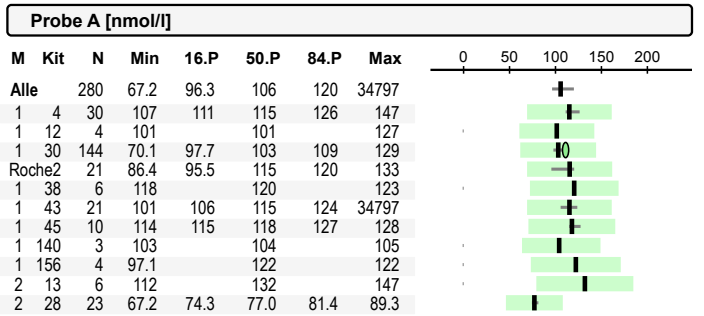 Probe A [nmol/l]
M Kit N Min 16.P 50.P 84.P Max 0 50 100 150 200
Alle 280 67.2 96.3 106 120 34797
1 4 30 107 111 115 126 147
1 12 4 101 101 127
1 30 144 70.1 97.7 103 109 129
Roche2 21 86.4 95.5 115 120 133
1 38 6 118 120 123
1 43 21 101 106 115 124 34797
1 45 10 114 115 118 127 128
1 140 3 103 104 105
1 156 4 97.1 122 122
2 13 6 112 132 147
2 28 23 67.2 74.3 77.0 81.4 89.3